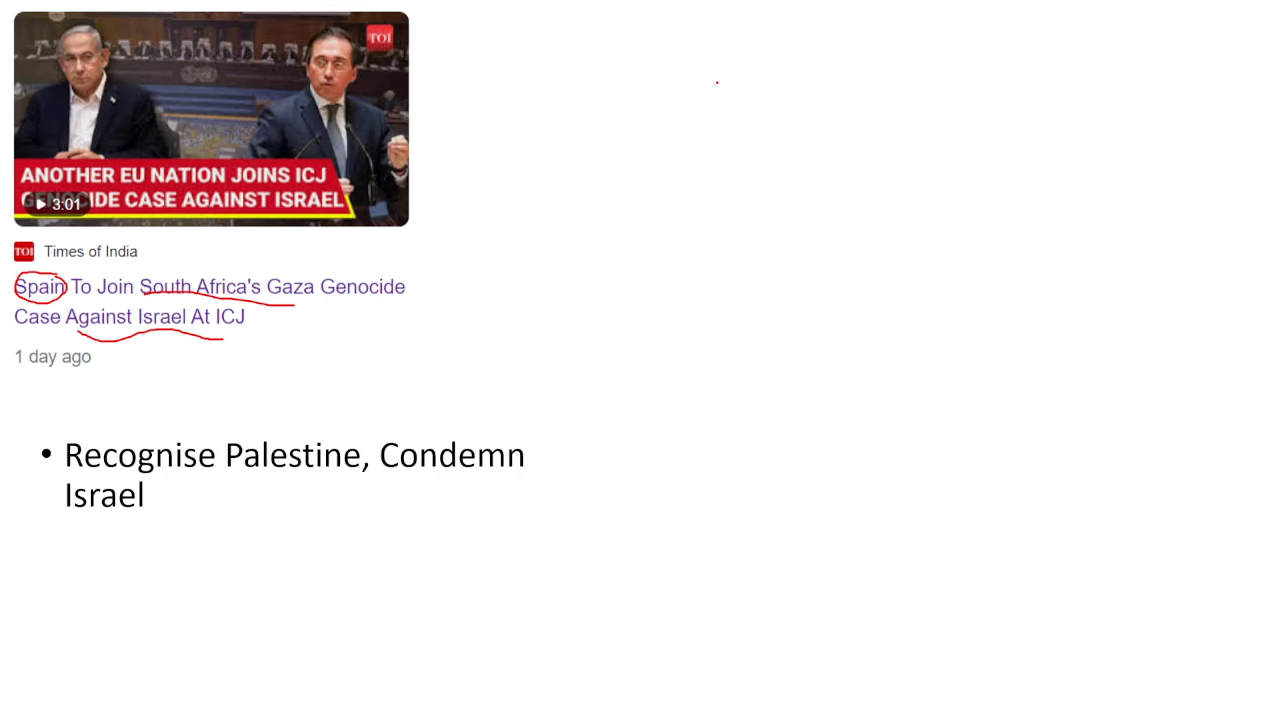 TOI
ANOTHER EU NATION JOINS ICJ
GENOCIDE CASE AGAINST ISRAEL
3:01
TOI Times of India
Spain To Join South Africa's Gaza Genocide
Case Against Israel At ICJ
1 day ago
• Recognise Palestine, Condemn
Israel